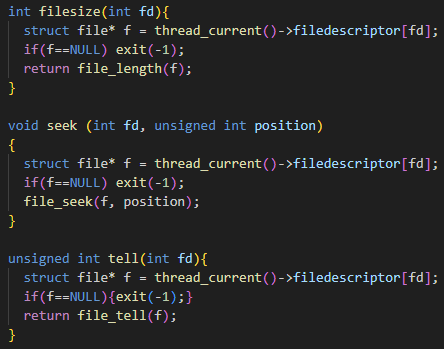 int filesize(int fd){
  struct file* f = thread_current()->filedescriptor[fd];
  if(f==NULL) exit(-1);
  return file_length(f);
}

void seek (int fd, unsigned int position)
{
  struct file* f = thread_current()->filedescriptor[fd];
  if(f==NULL) exit(-1);
  file_seek(f, position);
}

unsigned int tell(int fd){
  struct file* f = thread_current()->filedescriptor[fd];
  if(f==NULL){exit(-1);}
  return file_tell(f);
}